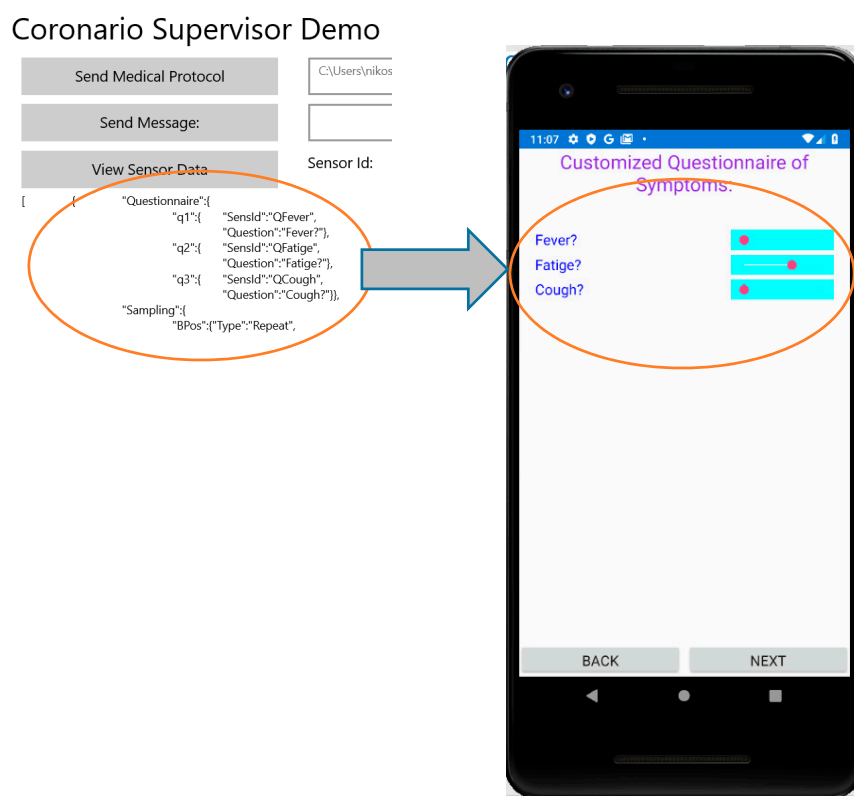 Coronario Supervisor Demo
Send Medical Protocol
C:\Users\nikos
Send Message:
View Sensor Data
Sensor Id:
[ { "Questionnaire":{
"q1":{ "SensId":"QFever",
"Question":"Fever?"},
"q2":{ "SensId":"QFatige",
"Question":"Fatige?"},
"q3":{ "SensId":"QCough",
"Question":"Cough?"}},
"Sampling":{
"BPos":{"Type":"Repeat",
11:07
Customized Questionnaire of
Symptoms:
Fever?
Fatige?
Cough?
BACK NEXT